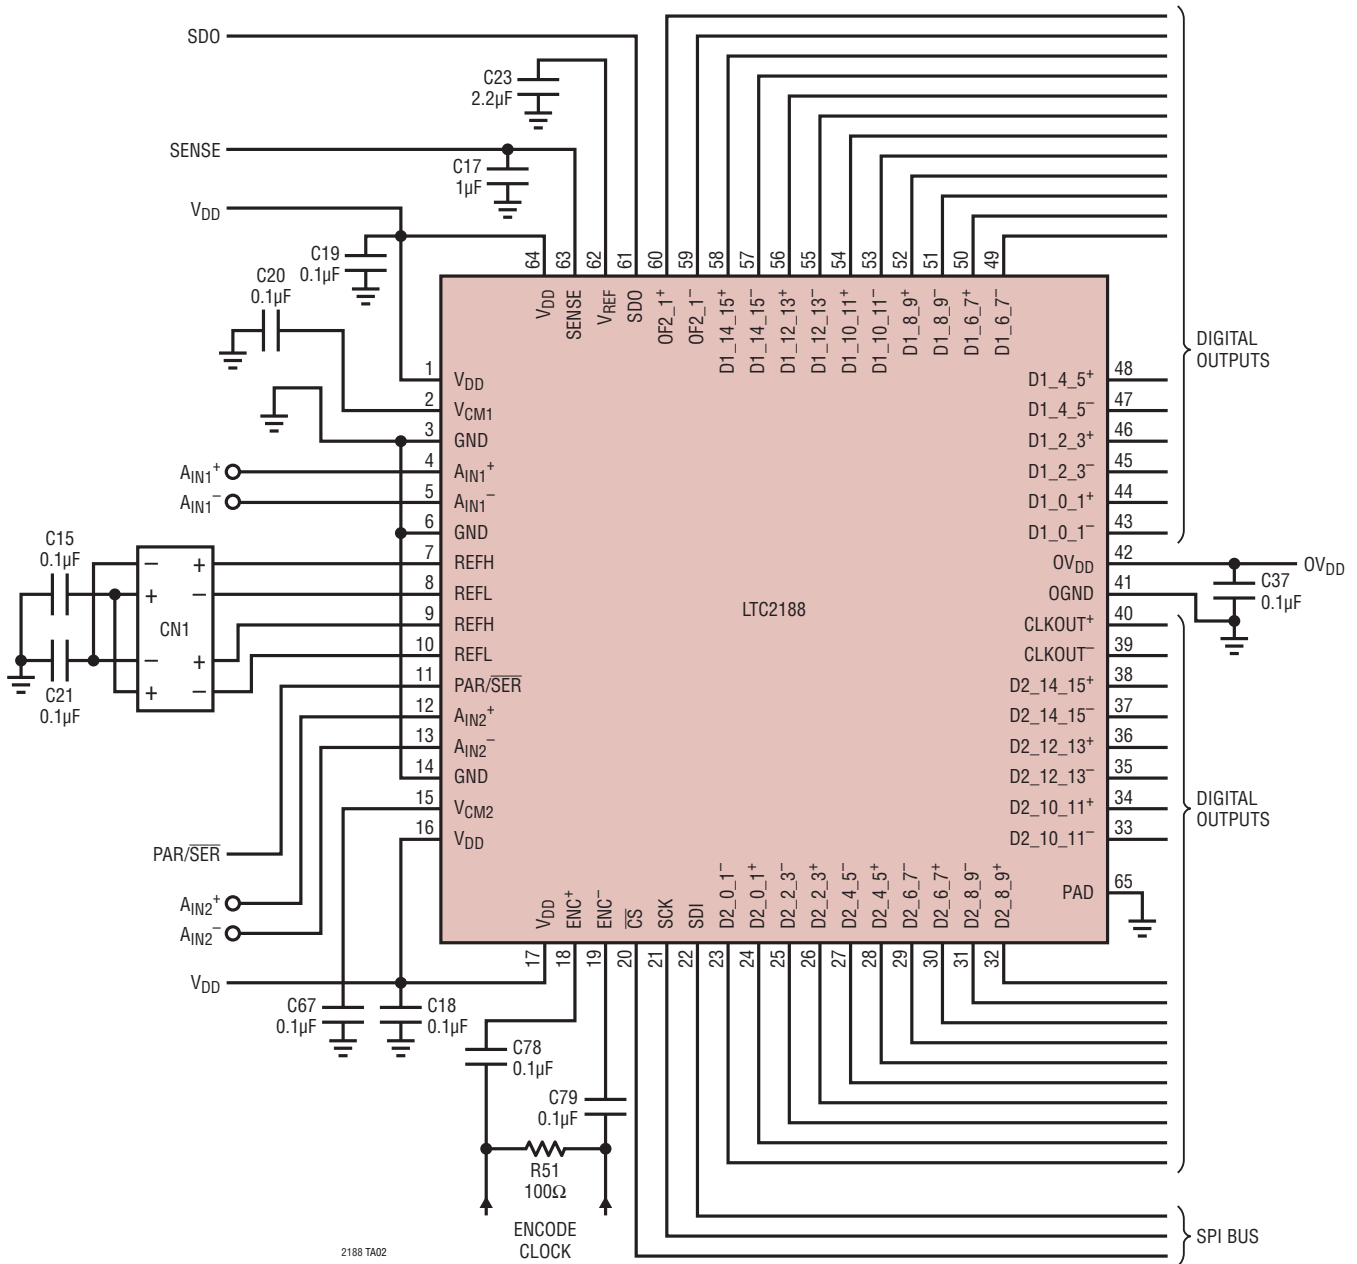 SDO
C23
2.2µF
SENSE
C17
1µF
VDD
C19
0.1µF
C20
0.1µF
64
63
62
61
60
59
58
57
56
55
54
53
52
51
50
49
VDD
SENSE
VREF
SDO
OF2_1+
OF2_1–
D1_14_15+
D1_14_15–
D1_12_13+
D1_12_13–
D1_10_11+
D1_10_11–
D1_8_9+
D1_8_9–
D1_6_7+
D1_6_7–
DIGITAL
OUTPUTS
1
VDD
2
VCM1
3
GND
4
AIN1+
5
AIN1–
6
GND
7
REFH
8
REFL
9
REFH
10
REFL
11
PAR/SER
12
AIN2+
13
AIN2–
14
GND
15
VCM2
16
VDD
AIN1+
AIN1–
C15
0.1µF
– +
+ –
CN1
– +
+ –
C21
0.1µF
LTC2188
D1_4_5+
48
D1_4_5–
47
D1_2_3+
46
D1_2_3–
45
D1_0_1+
44
D1_0_1–
43
OVDD
42
OGND
41
CLKOUT+
40
CLKOUT–
39
D2_14_15+
38
D2_14_15–
37
D2_12_13+
36
D2_12_13–
35
D2_10_11+
34
D2_10_11–
33
PAD
65
OVDD
C37
0.1µF
DIGITAL
OUTPUTS
PAR/SER
AIN2+
AIN2–
VDD
VDD
ENC+
ENC–
CS
SCK
SDI
D2_0_1–
D2_0_1+
D2_2_3–
D2_2_3+
D2_4_5–
D2_4_5+
D2_6_7–
D2_6_7+
D2_8_9–
D2_8_9+
17
18
19
20
21
22
23
24
25
26
27
28
29
30
31
32
C67
0.1µF
C18
0.1µF
C78
0.1µF
C79
0.1µF
R51
100Ω
ENCODE
CLOCK
SPI BUS
2188 TA02